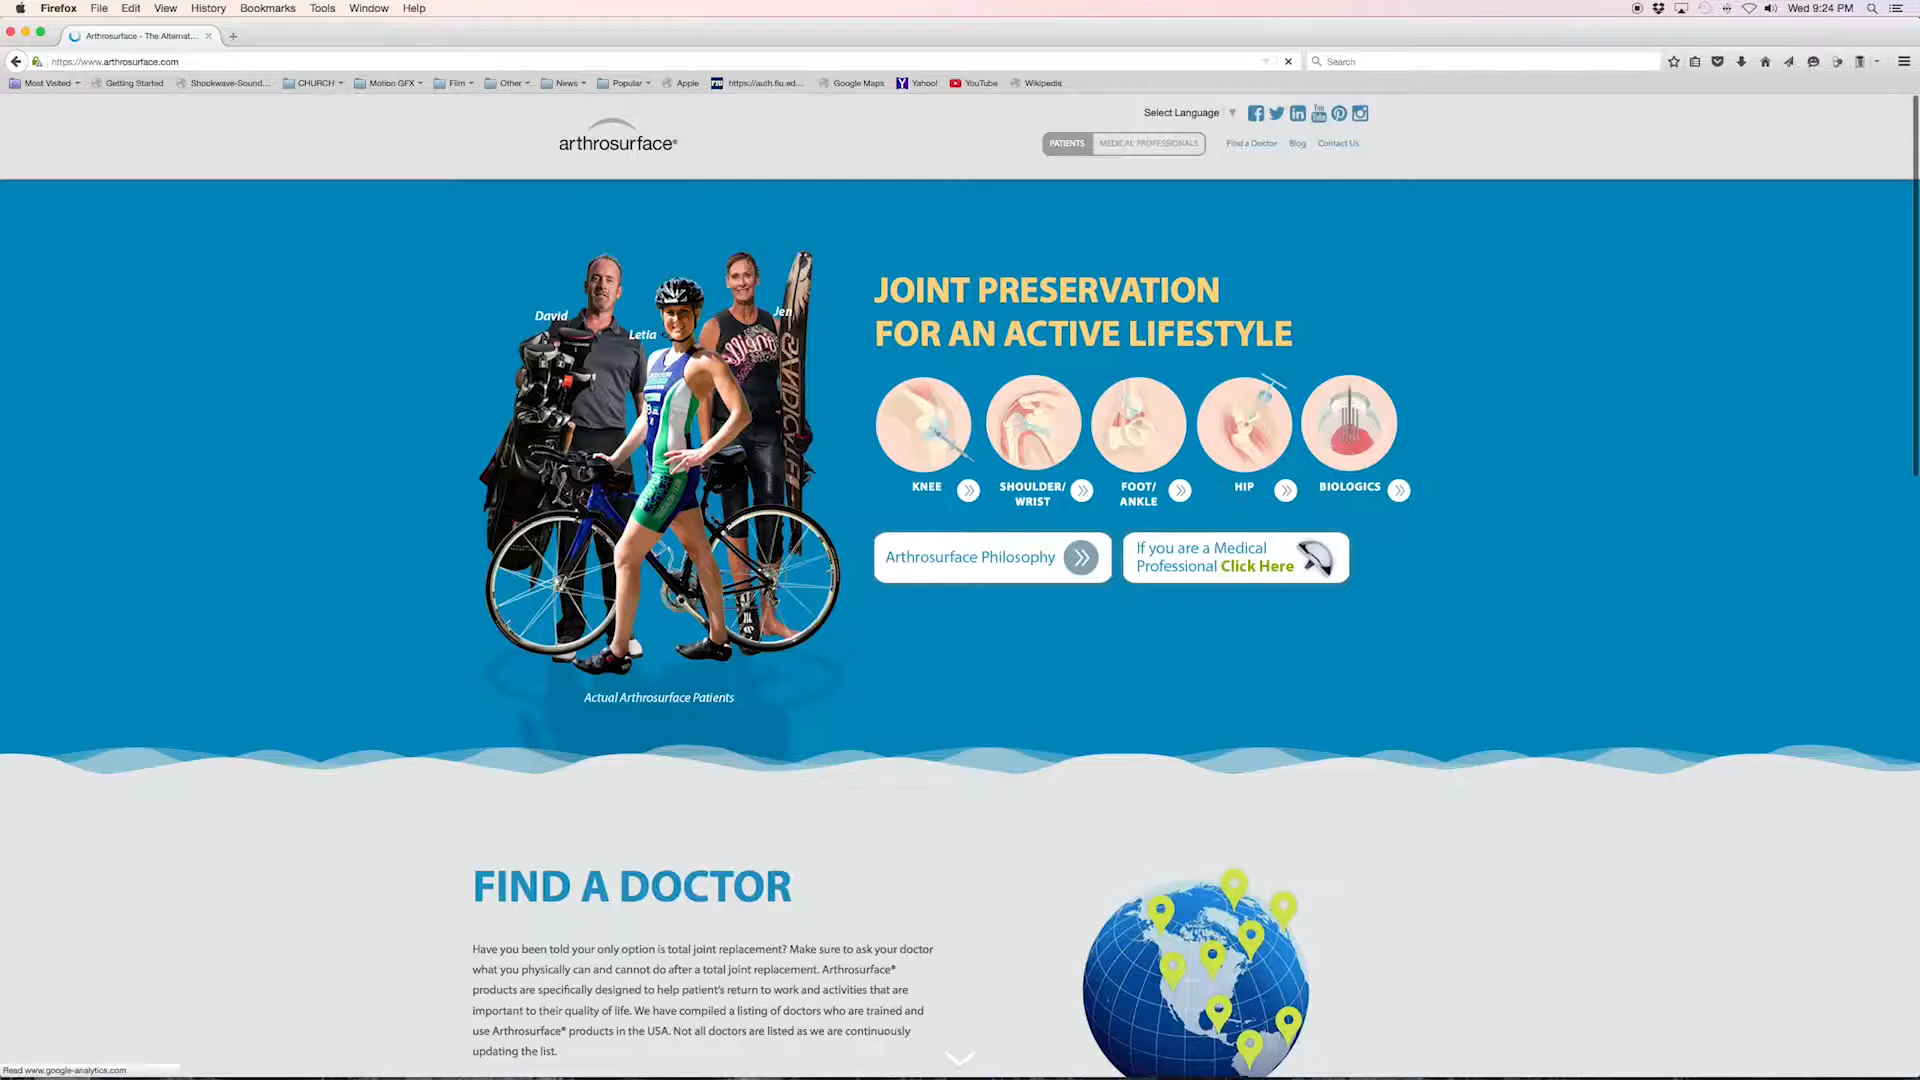 Firefox File Edit View History Bookmarks Tools Window Help
Wed 9:24 PM
Arthrosurface - The Alternat...
https://www.arthrosurface.com
Search
Most Visited Getting Started Shockwave-Sound... CHURCH Motion GFX Film Other News Popular Apple https://auth.fiu.ed... Google Maps Yahoo! YouTube Wikipedia
Select Language
arthrosurface®
PATIENTS MEDICAL PROFESSIONALS Find a Doctor Blog Contact Us
David
Letia
Jen
JOINT PRESERVATION
FOR AN ACTIVE LIFESTYLE
KNEE
SHOULDER/
WRIST
FOOT/
ANKLE
HIP
BIOLOGICS
Arthrosurface Philosophy
If you are a Medical
Professional Click Here
Actual Arthrosurface Patients
FIND A DOCTOR
Have you been told your only option is total joint replacement? Make sure to ask your doctor
what you physically can and cannot do after a total joint replacement. Arthrosurface®
products are specifically designed to help patient's return to work and activities that are
important to their quality of life. We have compiled a listing of doctors who are trained and
use Arthrosurface® products in the USA. Not all doctors are listed as we are continuously
updating the list.
Read www.google-analytics.com